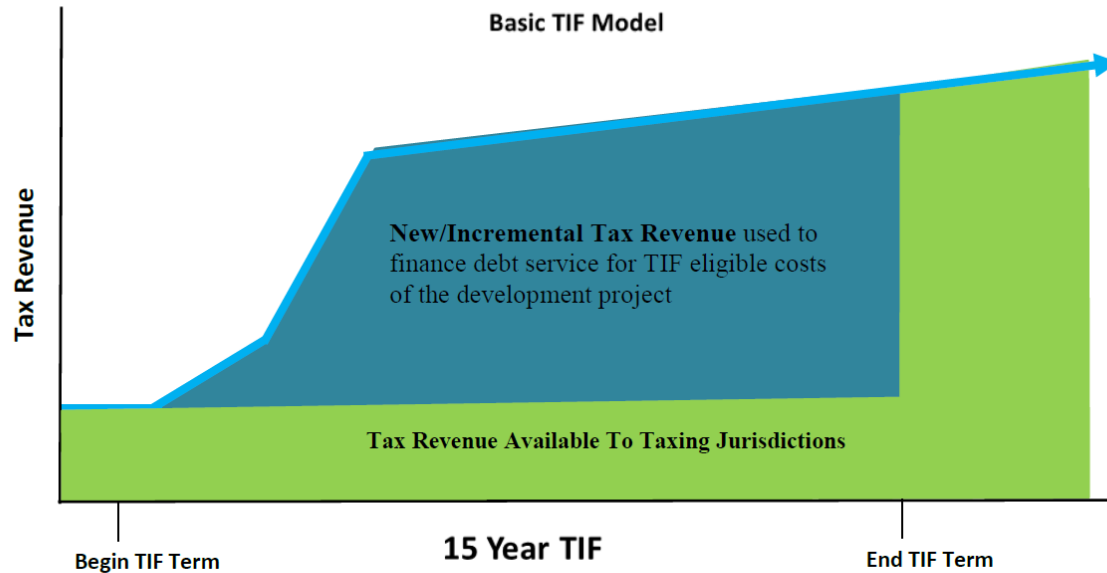 Basic TIF Model
Tax Revenue
New/Incremental Tax Revenue used to
finance debt service for TIF eligible costs
of the development project
Tax Revenue Available To Taxing Jurisdictions
Begin TIF Term
15 Year TIF
End TIF Term